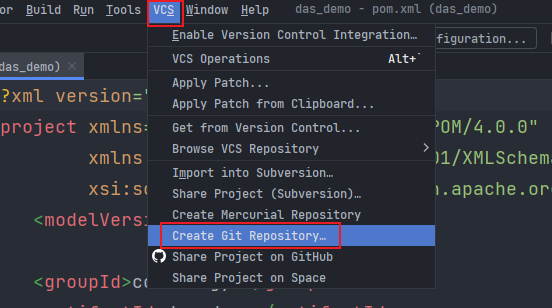 or Build Run Tools VCS Window Help das_demo - pom.xml (das_demo)
Enable Version Control Integration…
onfiguration...
VCS Operations Alt+`
das_demo) ×
Apply Patch…
?xml version="
Apply Patch from Clipboard…
project xmlns= POM/4.0.0"
Get from Version Control…
xmlns 01/XMLSchema
Browse VCS Repository
Import into Subversion…
xsi:sc n.apache.or
Share Project (Subversion)…
<modelVers
Create Mercurial Repository
Create Git Repository…
Share Project on GitHub
<groupId>co
Share Project on Space